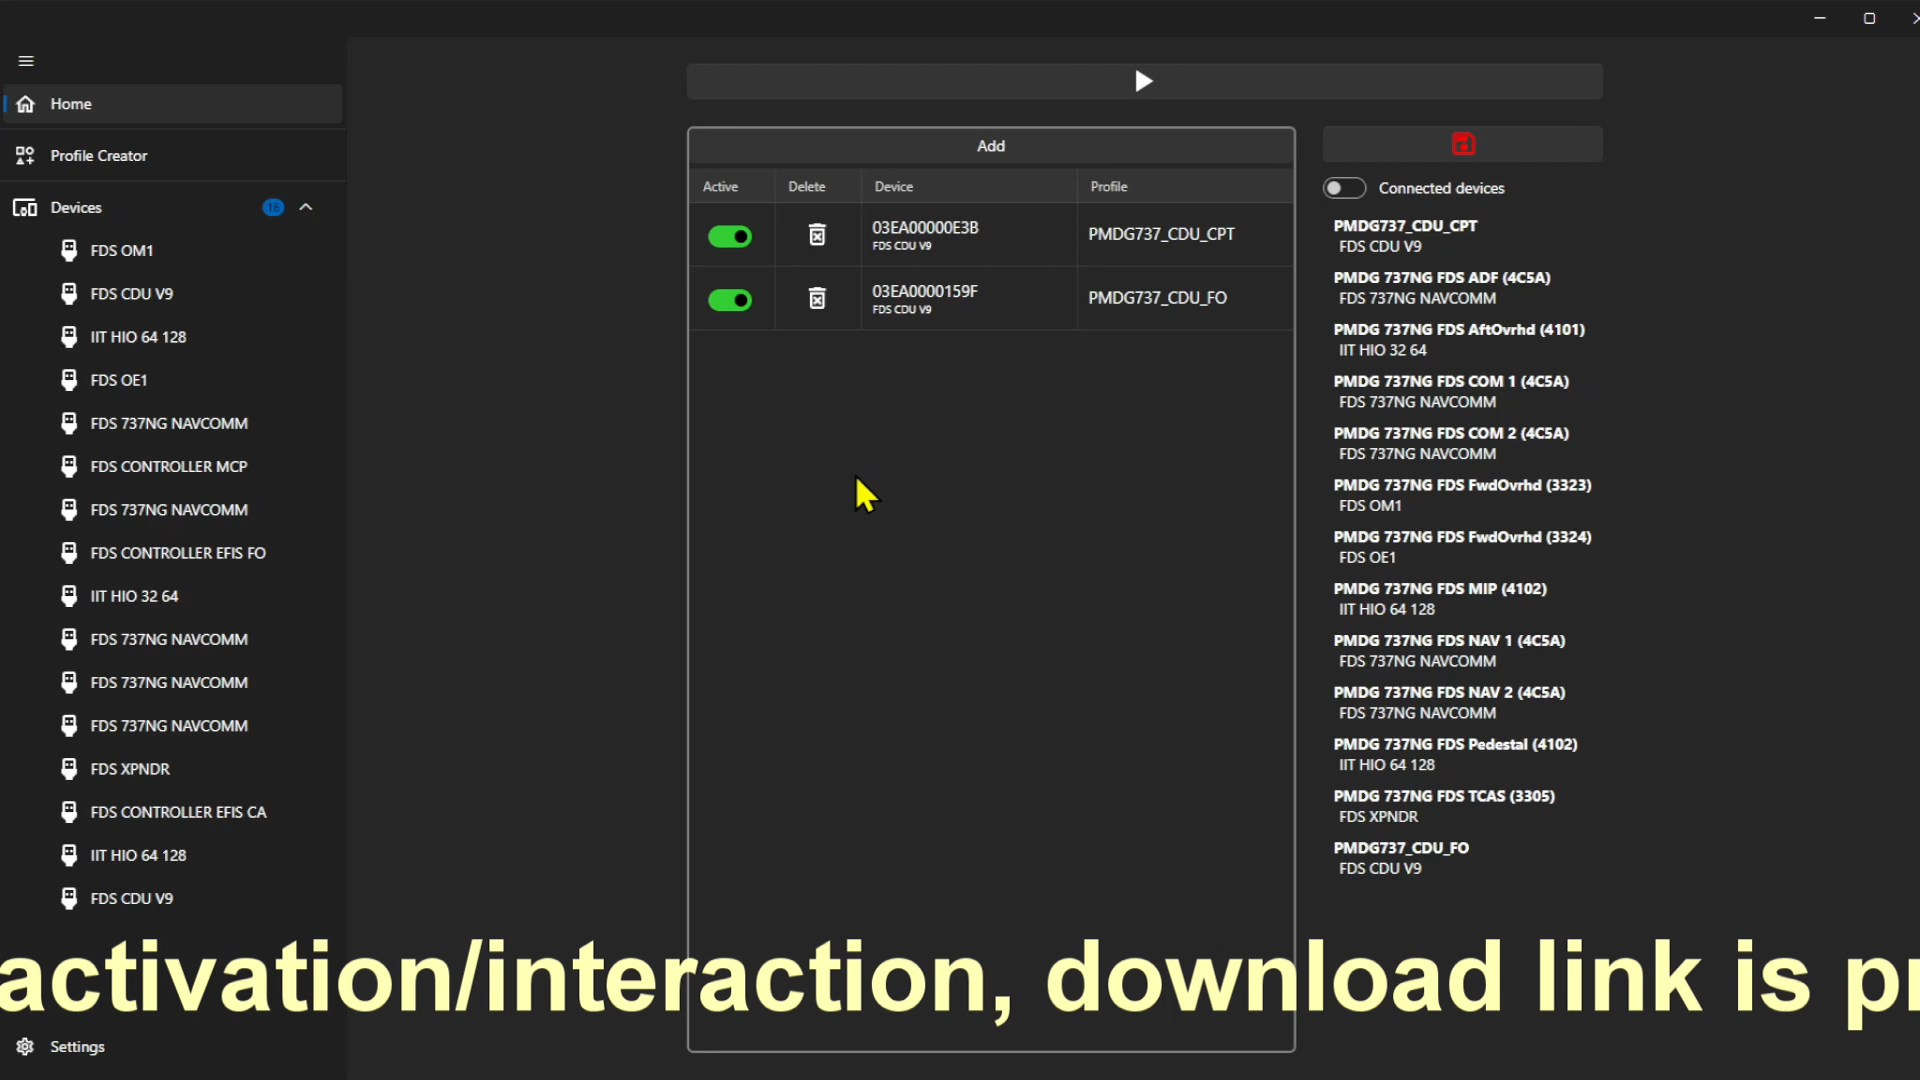 Home
Profile Creator
Devices 16
FDS OM1
FDS CDU V9
IIT HIO 64 128
FDS OE1
FDS 737NG NAVCOMM
FDS CONTROLLER MCP
FDS 737NG NAVCOMM
FDS CONTROLLER EFIS FO
IIT HIO 32 64
FDS 737NG NAVCOMM
FDS 737NG NAVCOMM
FDS 737NG NAVCOMM
FDS XPNDR
FDS CONTROLLER EFIS CA
IIT HIO 64 128
FDS CDU V9
Settings
Add
Active Delete Device Profile
03EA00000E3B PMDG737_CDU_CPT
FDS CDU V9
03EA0000159F PMDG737_CDU_FO
FDS CDU V9
Connected devices
PMDG737_CDU_CPT
FDS CDU V9
PMDG 737NG FDS ADF (4C5A)
FDS 737NG NAVCOMM
PMDG 737NG FDS AftOvrhd (4101)
IIT HIO 32 64
PMDG 737NG FDS COM 1 (4C5A)
FDS 737NG NAVCOMM
PMDG 737NG FDS COM 2 (4C5A)
FDS 737NG NAVCOMM
PMDG 737NG FDS FwdOvrhd (3323)
FDS OM1
PMDG 737NG FDS FwdOvrhd (3324)
FDS OE1
PMDG 737NG FDS MIP (4102)
IIT HIO 64 128
PMDG 737NG FDS NAV 1 (4C5A)
FDS 737NG NAVCOMM
PMDG 737NG FDS NAV 2 (4C5A)
FDS 737NG NAVCOMM
PMDG 737NG FDS Pedestal (4102)
IIT HIO 64 128
PMDG 737NG FDS TCAS (3305)
FDS XPNDR
PMDG737_CDU_FO
FDS CDU V9
activation/interaction, download link is